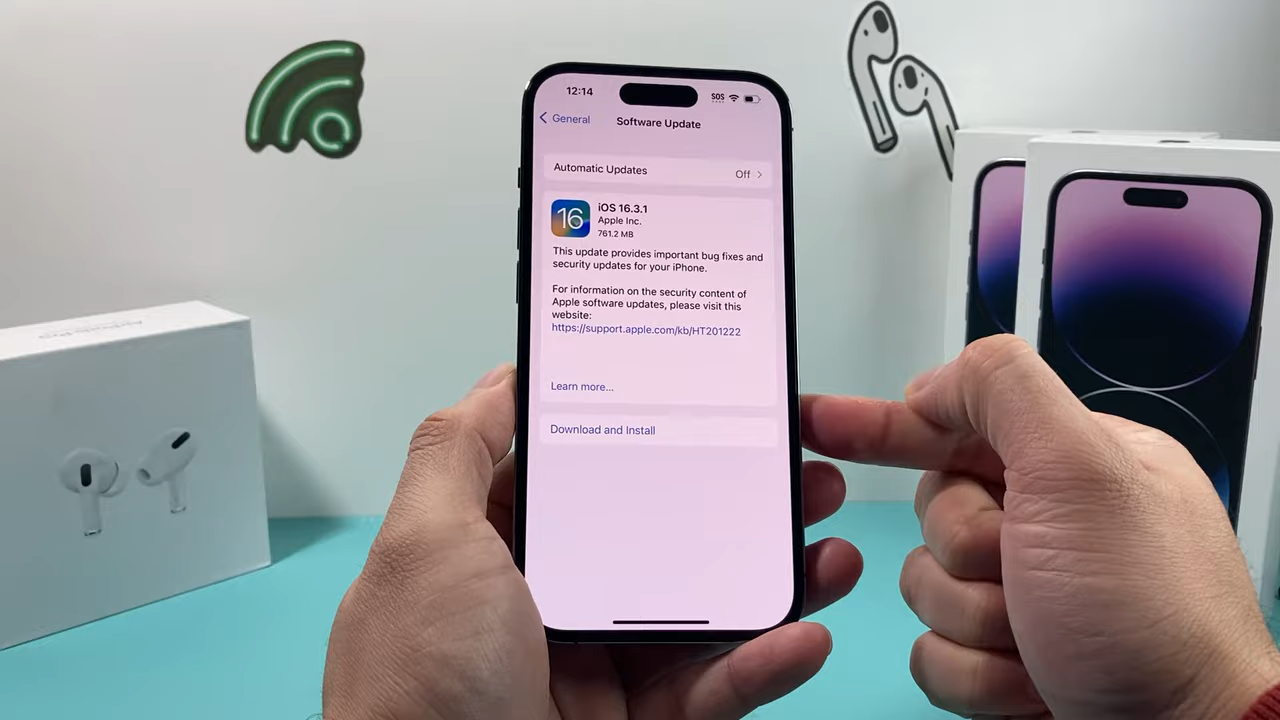 12:14
SOS
General
Software Update
Automatic Updates
Off
16
iOS 16.3.1
Apple Inc.
761.2 MB
This update provides important bug fixes and
security updates for your iPhone.
For information on the security content of
Apple software updates, please visit this
website:
https://support.apple.com/kb/HT201222
Learn more...
Download and Install
AirPods Pro